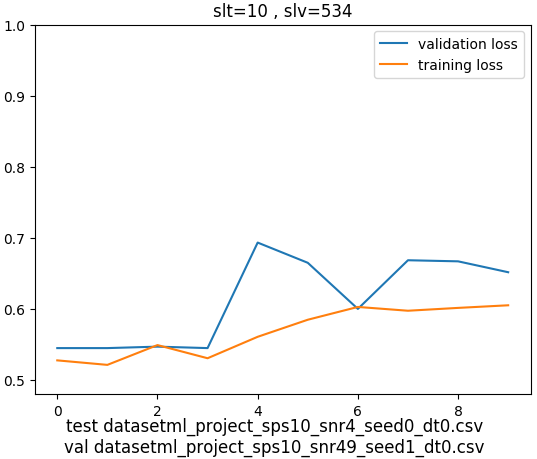 slt=10 , slv=534
1.0
validation loss
training loss
0.9
0.8
0.7
0.6
0.5
0 2 4 6 8
test datasetml_project_sps10_snr4_seed0_dt0.csv
val datasetml_project_sps10_snr49_seed1_dt0.csv